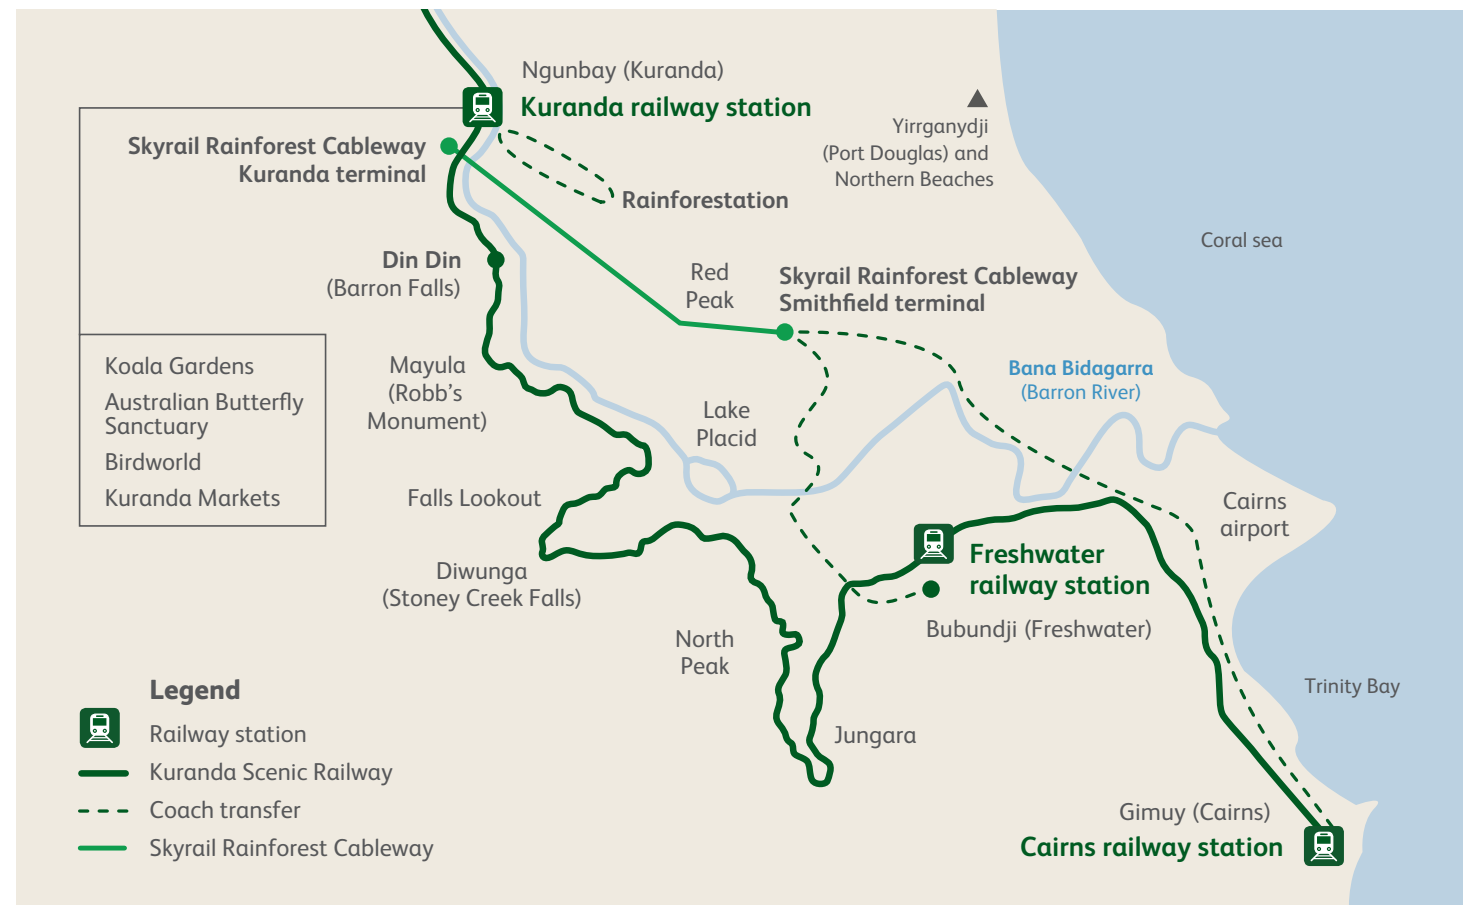 Ngunbay (Kuranda)
Kuranda railway station
Skyrail Rainforest Cableway
Kuranda terminal
Rainforestation
Yirrganydji
(Port Douglas) and
Northern Beaches
Coral sea
Din Din
(Barron Falls)
Red
Peak
Skyrail Rainforest Cableway
Smithfield terminal
Koala Gardens
Australian Butterfly
Sanctuary
Birdworld
Kuranda Markets
Mayula
(Robb's
Monument)
Lake
Placid
Bana Bidagarra
(Barron River)
Falls Lookout
Cairns
airport
Diwunga
(Stoney Creek Falls)
Freshwater
railway station
Bubundji (Freshwater)
North
Peak
Trinity Bay
Jungara
Gimuy (Cairns)
Cairns railway station
Legend
Railway station
Kuranda Scenic Railway
Coach transfer
Skyrail Rainforest Cableway